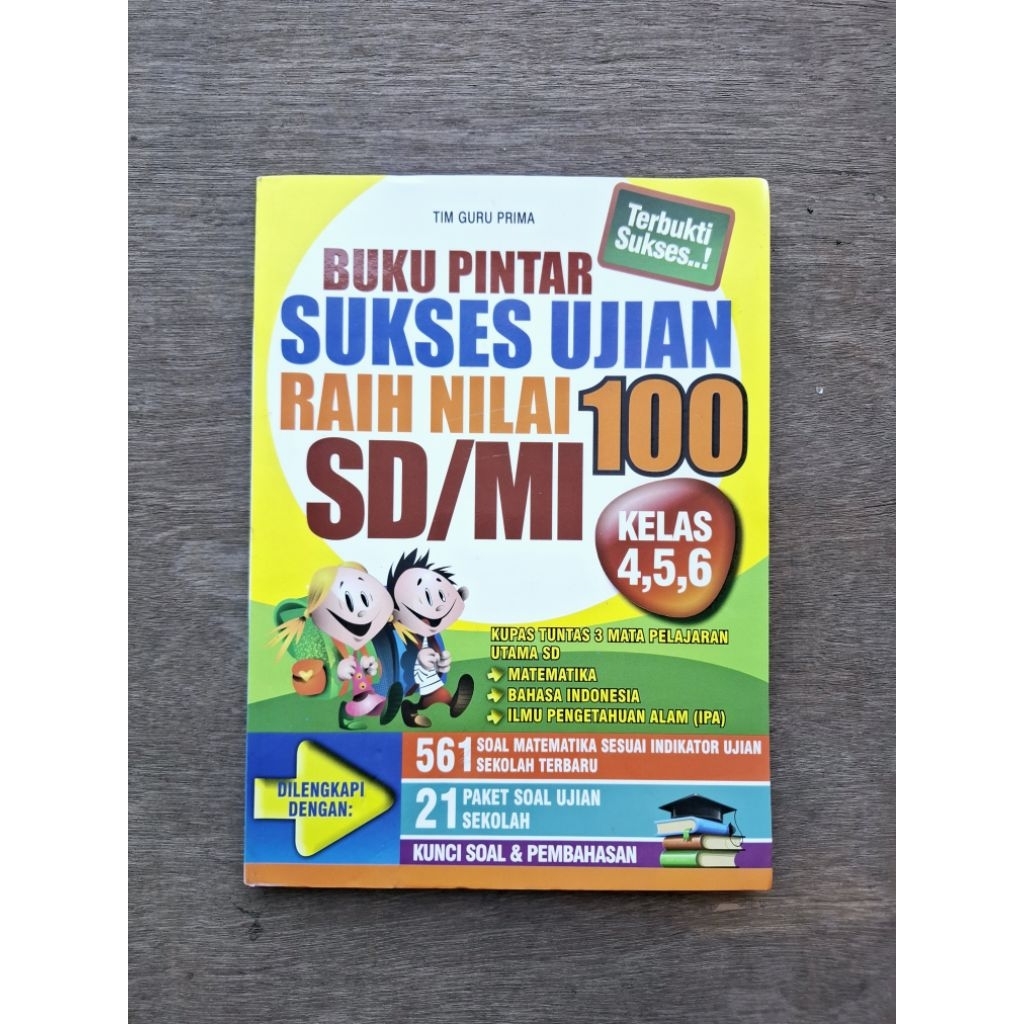 TIM GURU PRIMA
Terbukti
Sukses..!
BUKU PINTAR
SUKSES UJIAN
RAIH NILAI 100
SD/MI
KELAS
4,5,6
KUPAS TUNTAS 3 MATA PELAJARAN
UTAMA SD
MATEMATIKA
BAHASA INDONESIA
ILMU PENGETAHUAN ALAM (IPA)
DILENGKAPI
DENGAN:
561 SOAL MATEMATIKA SESUAI INDIKATOR UJIAN
SEKOLAH TERBARU
21 PAKET SOAL UJIAN
SEKOLAH
KUNCI SOAL & PEMBAHASAN